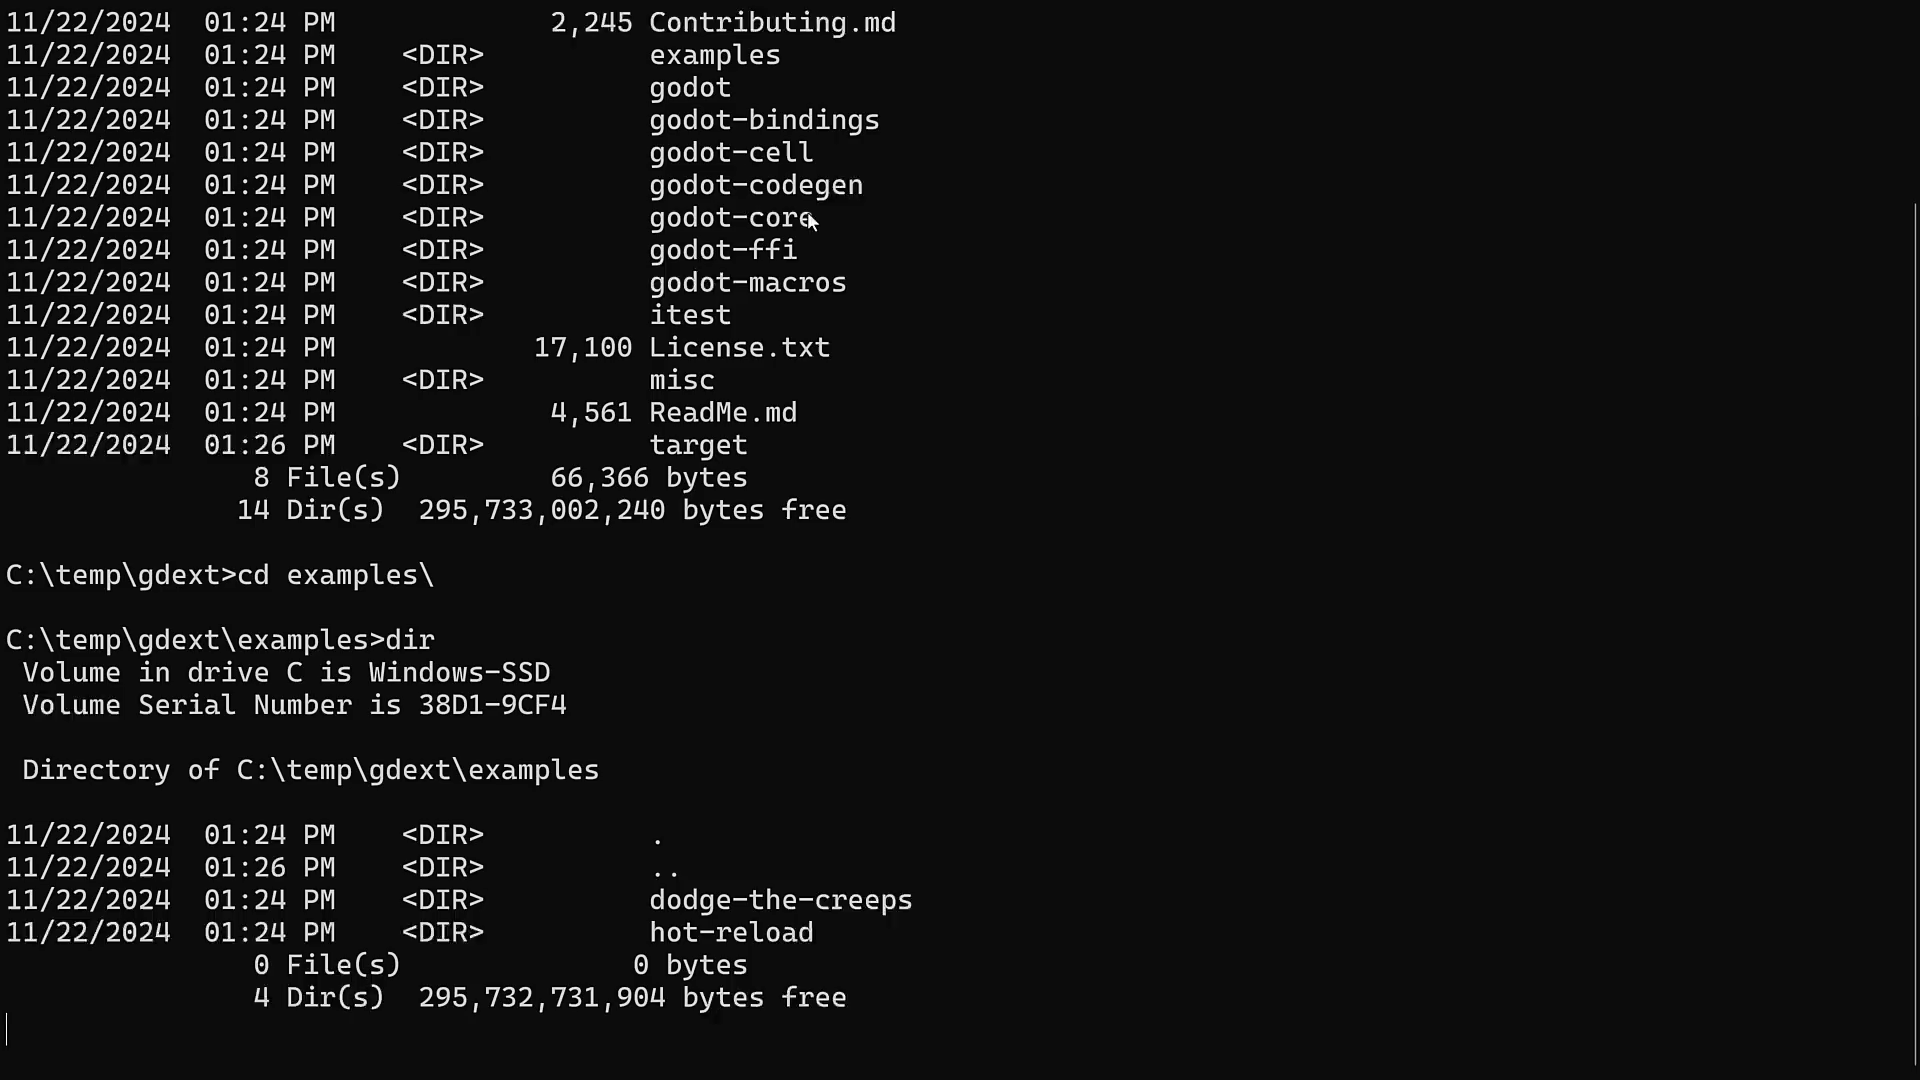 11/22/2024  01:24 PM             2,245 Contributing.md
11/22/2024  01:24 PM    <DIR>          examples
11/22/2024  01:24 PM    <DIR>          godot
11/22/2024  01:24 PM    <DIR>          godot-bindings
11/22/2024  01:24 PM    <DIR>          godot-cell
11/22/2024  01:24 PM    <DIR>          godot-codegen
11/22/2024  01:24 PM    <DIR>          godot-core
11/22/2024  01:24 PM    <DIR>          godot-ffi
11/22/2024  01:24 PM    <DIR>          godot-macros
11/22/2024  01:24 PM    <DIR>          itest
11/22/2024  01:24 PM            17,100 License.txt
11/22/2024  01:24 PM    <DIR>          misc
11/22/2024  01:24 PM             4,561 ReadMe.md
11/22/2024  01:26 PM    <DIR>          target
               8 File(s)         66,366 bytes
              14 Dir(s)  295,733,002,240 bytes free
C:\temp\gdext>cd examples\
C:\temp\gdext\examples>dir
 Volume in drive C is Windows-SSD
 Volume Serial Number is 38D1-9CF4
 Directory of C:\temp\gdext\examples
11/22/2024  01:24 PM    <DIR>          .
11/22/2024  01:26 PM    <DIR>          ..
11/22/2024  01:24 PM    <DIR>          dodge-the-creeps
11/22/2024  01:24 PM    <DIR>          hot-reload
               0 File(s)              0 bytes
               4 Dir(s)  295,732,731,904 bytes free